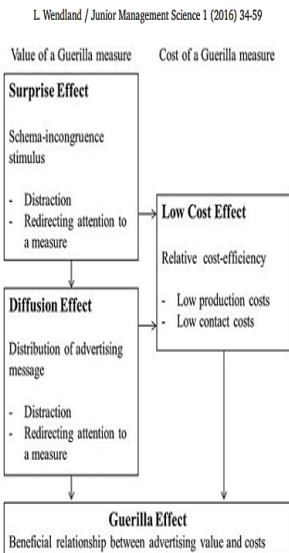 L. Wendland / Junior Management Science 1 (2016) 34-59
Value of a Guerilla measure
Cost of a Guerilla measure
Surprise Effect
Schema-incongruence
stimulus
- Distraction
- Redirecting attention to
a measure
Low Cost Effect
Relative cost-efficiency
- Low production costs
- Low contact costs
Diffusion Effect
Distribution of advertising
message
- Distraction
- Redirecting attention to
a measure
Guerilla Effect
Beneficial relationship between advertising value and costs